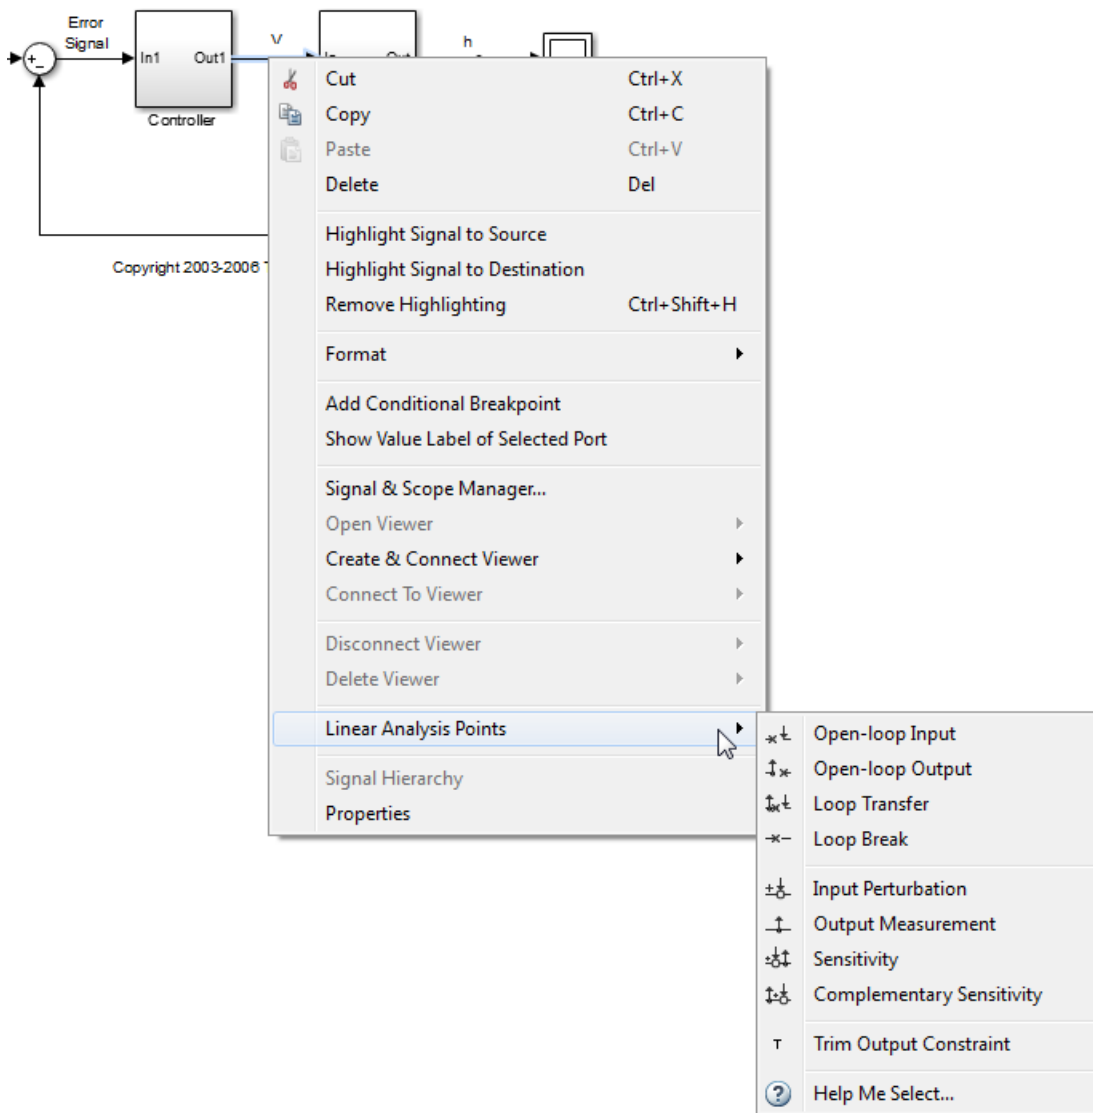 Error
Signal
+
−
In1
Out1
V
In
Out
h
Controller
Copyright 2003-2006
Cut Ctrl+X
Copy Ctrl+C
Paste Ctrl+V
Delete Del
Highlight Signal to Source
Highlight Signal to Destination
Remove Highlighting Ctrl+Shift+H
Format
Add Conditional Breakpoint
Show Value Label of Selected Port
Signal & Scope Manager...
Open Viewer
Create & Connect Viewer
Connect To Viewer
Disconnect Viewer
Delete Viewer
Linear Analysis Points
Signal Hierarchy
Properties
Open-loop Input
Open-loop Output
Loop Transfer
Loop Break
Input Perturbation
Output Measurement
Sensitivity
Complementary Sensitivity
T Trim Output Constraint
? Help Me Select...